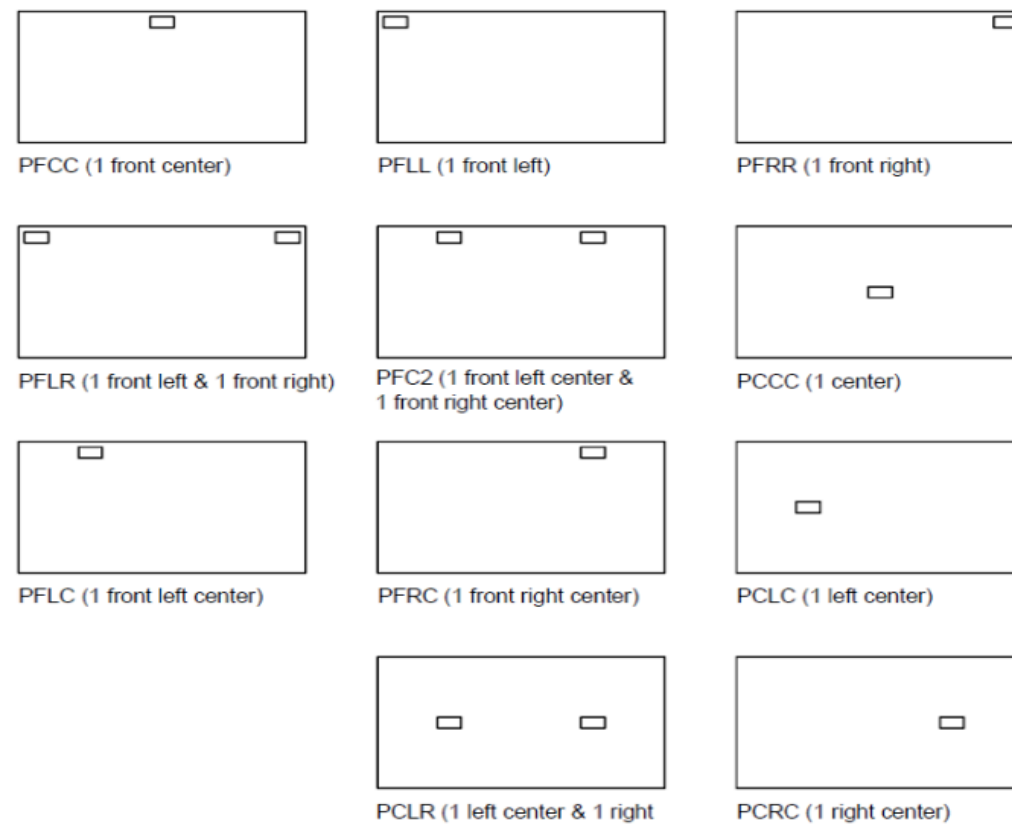 PFCC (1 front center)
PFLL (1 front left)
PFRR (1 front right)
PFLR (1 front left & 1 front right)
PFC2 (1 front left center &
1 front right center)
PCCC (1 center)
PFLC (1 front left center)
PFRC (1 front right center)
PCLC (1 left center)
PCLR (1 left center & 1 right
PCRC (1 right center)